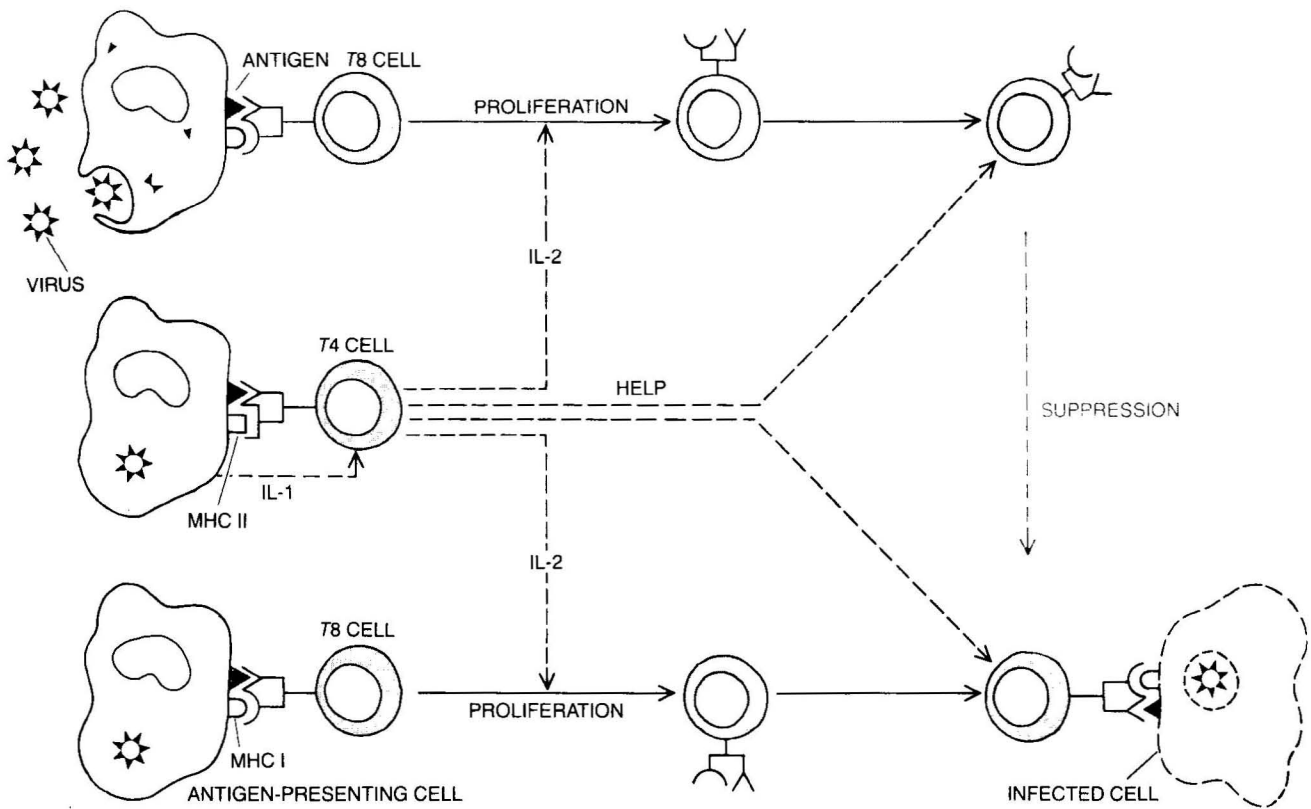 ANTIGEN
T8 CELL
PROLIFERATION
IL-2
VIRUS
T4 CELL
HELP
SUPPRESSION
IL-1
MHC II
IL-2
T8 CELL
PROLIFERATION
MHC I
ANTIGEN-PRESENTING CELL
INFECTED CELL